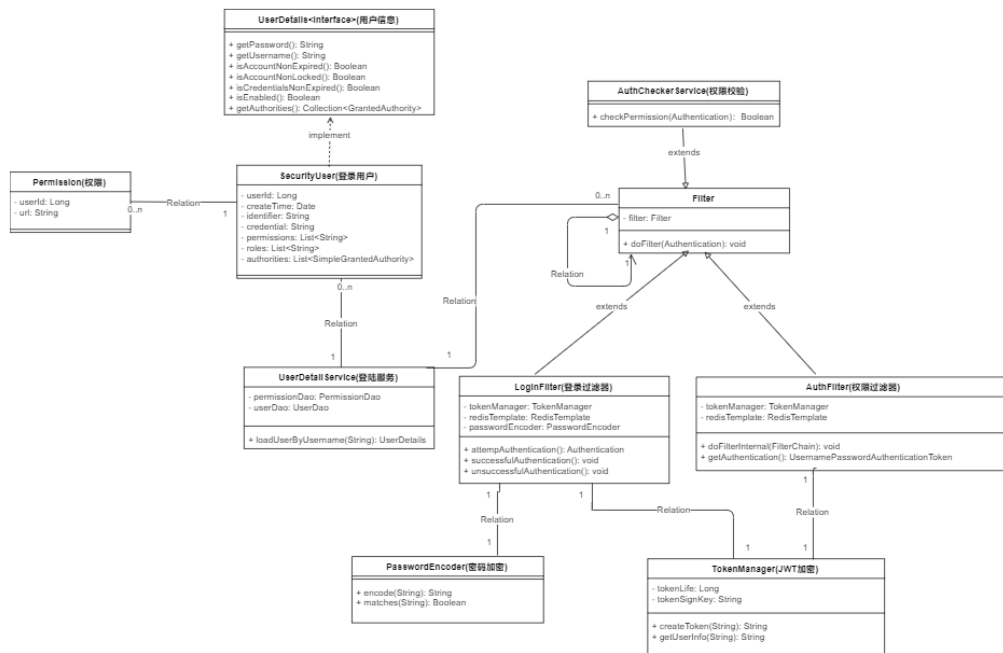 UserDetails<Interface>(用户信息)
+ getPassword(): String
+ getUsername(): String
+ isAccountNonExpired(): Boolean
+ isAccountNonLocked(): Boolean
+ isCredentialsNonExpired(): Boolean
+ isEnabled(): Boolean
+ getAuthorities(): Collection<GrantedAuthority>
implement
AuthCheckerService(权限校验)
+ checkPermission(Authentication): Boolean
extends
Permission(权限)
- userId: Long
- url: String
0..n
Relation
1
SecurityUser(登录用户)
- userId: Long
- createTime: Date
- identifier: String
- credential: String
- permissions: List<String>
- roles: List<String>
- authorities: List<SimpleGrantedAuthority>
0..n
Relation
1
0..n
Relation
1
Filter
- filter: Filter
+ doFilter(Authentication): void
1
1
Relation
extends
extends
UserDetailService(登陆服务)
- permissionDao: PermissionDao
- userDao: UserDao
+ loadUserByUsername(String): UserDetails
LoginFilter(登录过滤器)
- tokenManager: TokenManager
- redisTemplate: RedisTemplate
- passwordEncoder: PasswordEncoder
+ attempAuthentication(): Authentication
+ successfulAuthentication(): void
+ unsuccessfulAuthentication(): void
AuthFilter(权限过滤器)
- tokenManager: TokenManager
- redisTemplate: RedisTemplate
+ doFilterInternal(FilterChain): void
+ getAuthentication(): UsernamePasswordAuthenticationToken
1
Relation
1
1
Relation
1
1
Relation
1
PasswordEncoder(密码加密)
+ encode(String): String
+ matches(String): Boolean
TokenManager(JWT加密)
- tokenLife: Long
- tokenSignKey: String
+ createToken(String): String
+ getUserInfo(String): String